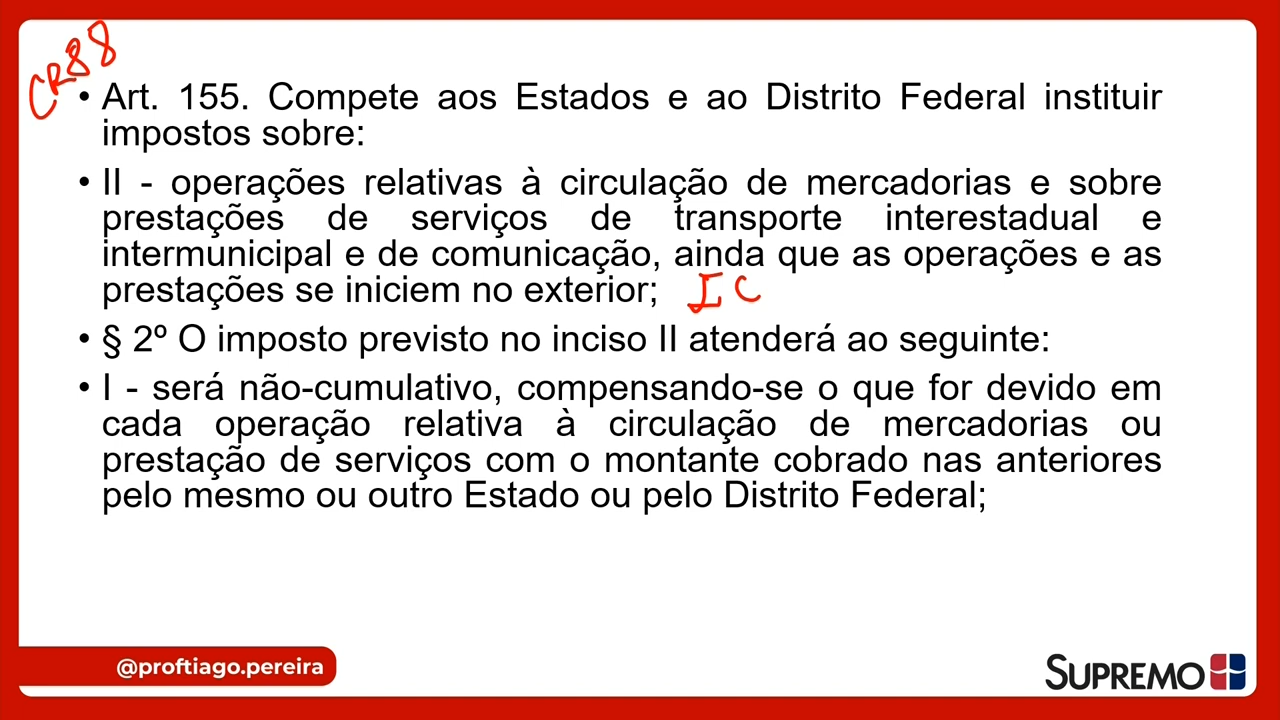 CR88
• Art. 155. Compete aos Estados e ao Distrito Federal instituir
impostos sobre:
• II - operações relativas à circulação de mercadorias e sobre
prestações de serviços de transporte interestadual e
intermunicipal e de comunicação, ainda que as operações e as
prestações se iniciem no exterior; IC
• § 2º O imposto previsto no inciso II atenderá ao seguinte:
• I - será não-cumulativo, compensando-se o que for devido em
cada operação relativa à circulação de mercadorias ou
prestação de serviços com o montante cobrado nas anteriores
pelo mesmo ou outro Estado ou pelo Distrito Federal;
@proftiago.pereira
SUPREMO